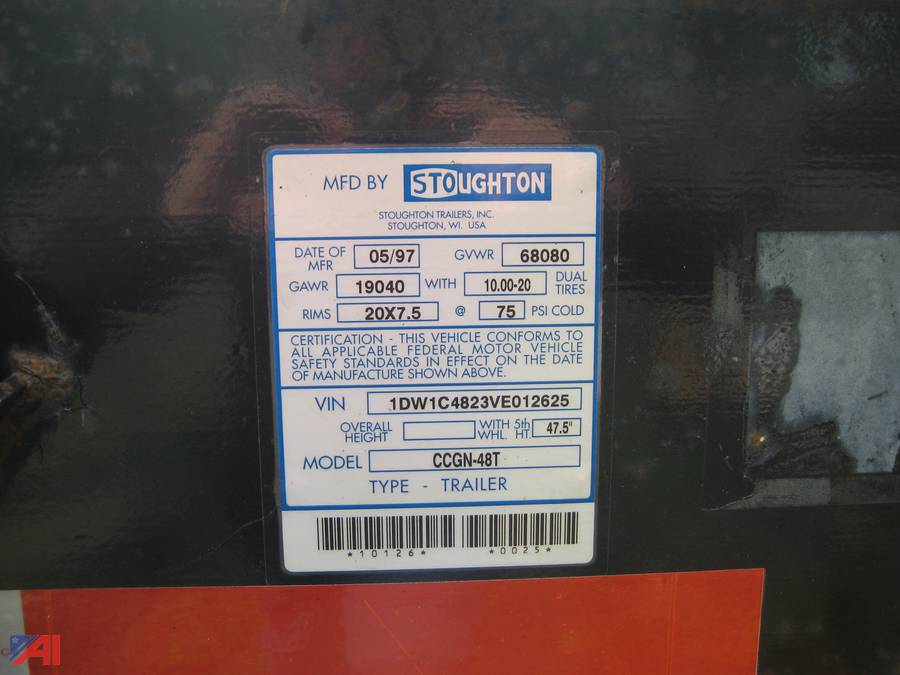 MFD BY STOUGHTON
STOUGHTON TRAILERS, INC.
STOUGHTON, WI. USA
DATE OF MFR 05/97 GVWR 68080
GAWR 19040 WITH 10.00-20 DUAL TIRES
RIMS 20X7.5 @ 75 PSI COLD
CERTIFICATION - THIS VEHICLE CONFORMS TO
ALL APPLICABLE FEDERAL MOTOR VEHICLE
SAFETY STANDARDS IN EFFECT ON THE DATE
OF MANUFACTURE SHOWN ABOVE.
VIN 1DW1C4823VE012625
OVERALL HEIGHT WITH 5th WHL. HT. 47.5"
MODEL CCGN-48T
TYPE - TRAILER
*10126* *0025*
AI